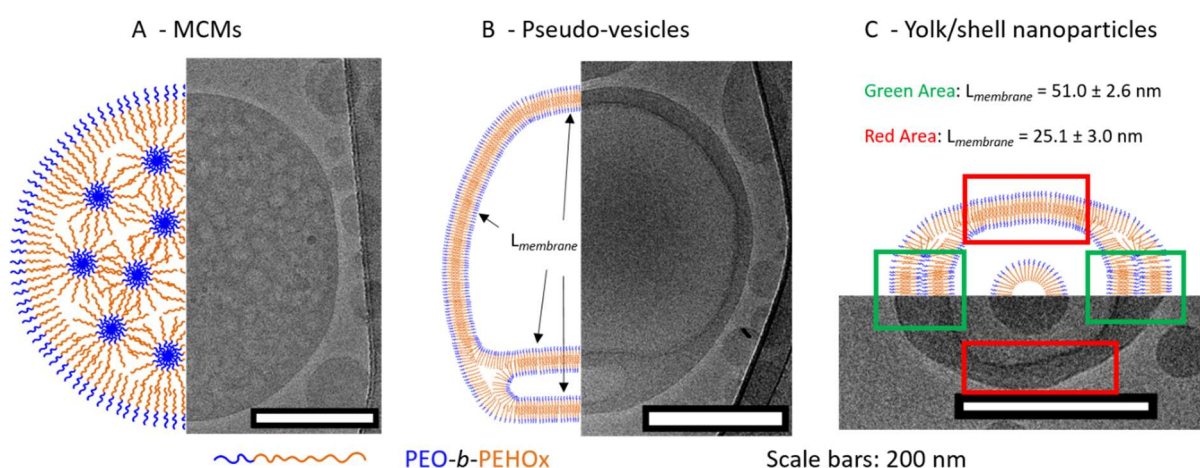 A - MCMs
B - Pseudo-vesicles
C - Yolk/shell nanoparticles
Green Area: Lmembrane = 51.0 ± 2.6 nm
Red Area: Lmembrane = 25.1 ± 3.0 nm
Lmembrane
PEO-b-PEHOx
Scale bars: 200 nm